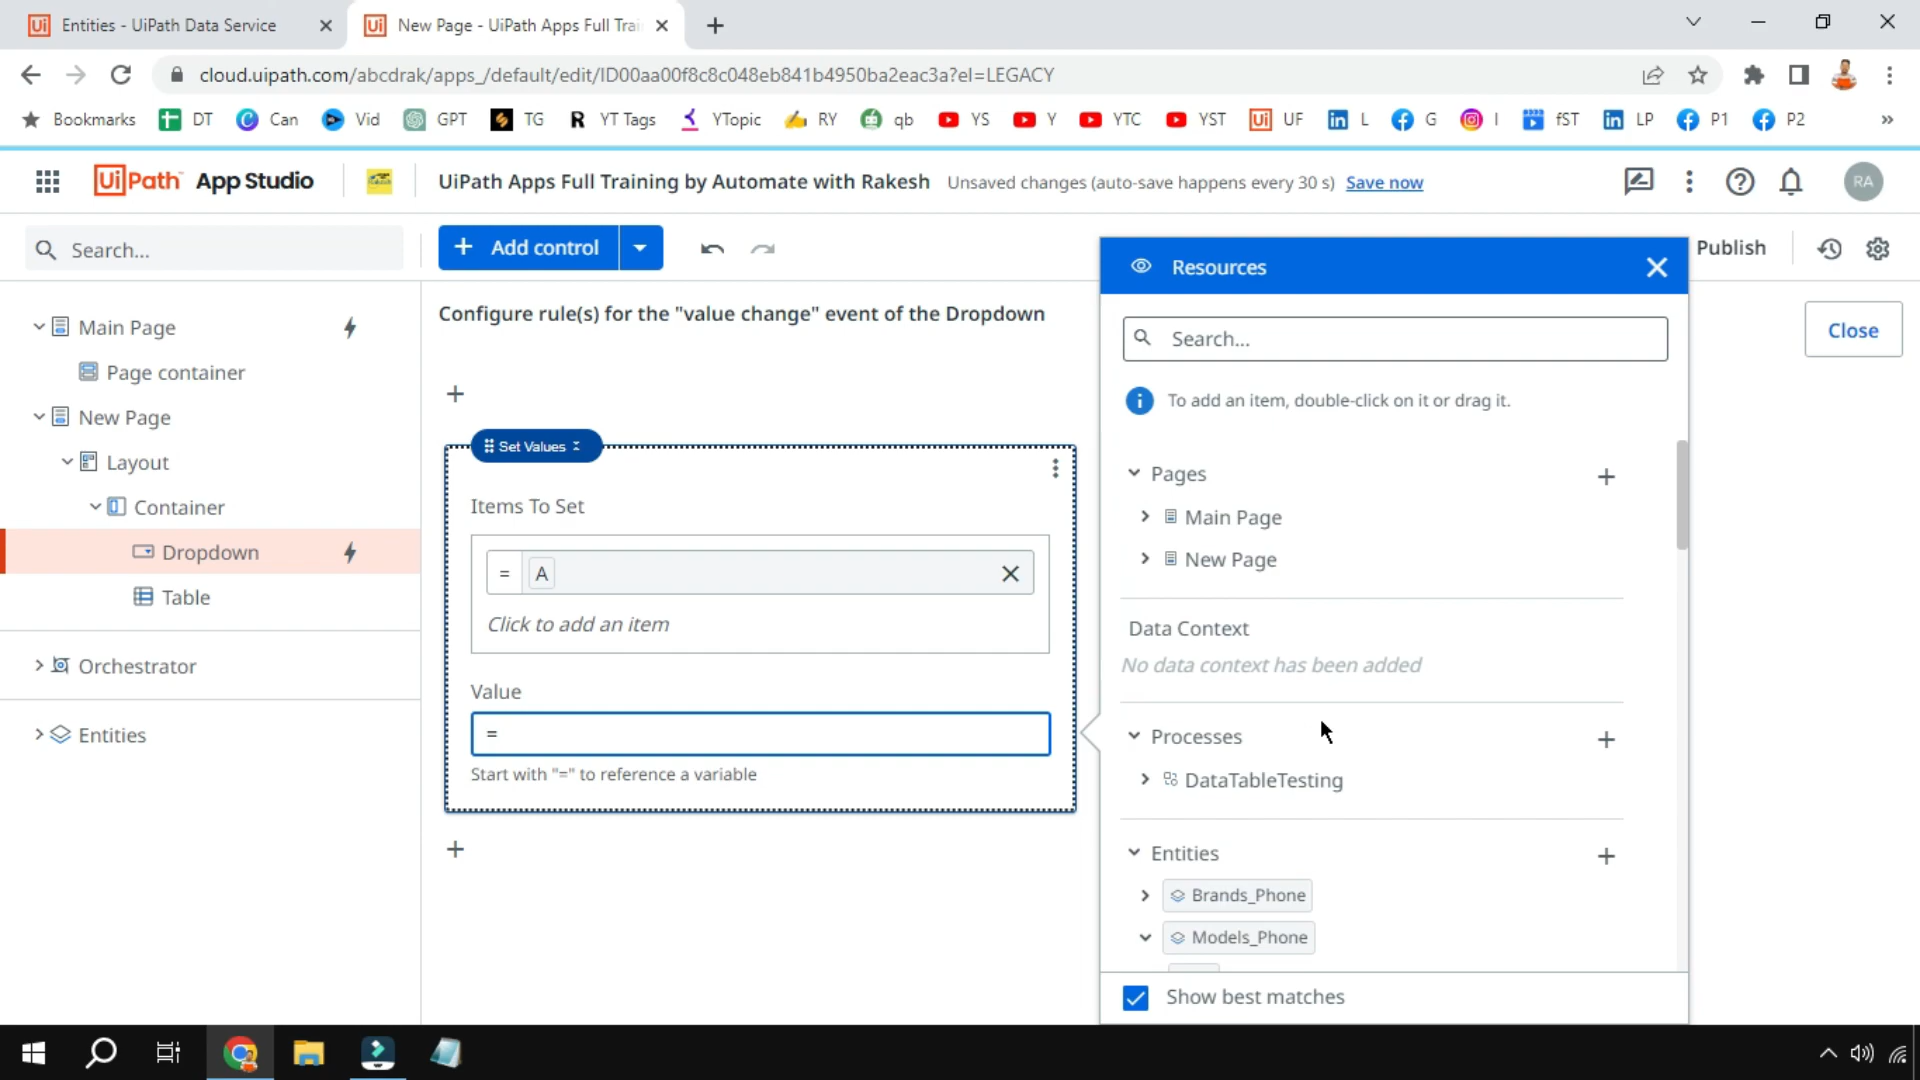 Entities - UiPath Data Service
New Page - UiPath Apps Full Trai
cloud.uipath.com/abcdrak/apps_/default/edit/ID00aa00f8c8c048eb841b4950ba2eac3a?el=LEGACY
Bookmarks DT Can Vid GPT TG YT Tags YTopic RY qb YS Y YTC YST UF L G I fST LP P1 P2 »
UiPath App Studio
UiPath Apps Full Training by Automate with Rakesh Unsaved changes (auto-save happens every 30 s) Save now
RA
Search...
Add control
Publish
Close
Main Page
Page container
New Page
Layout
Container
Dropdown
Table
Orchestrator
Entities
Configure rule(s) for the "value change" event of the Dropdown
Set Values
Items To Set
= A
Click to add an item
Value
=
Start with "=" to reference a variable
Resources
Search...
To add an item, double-click on it or drag it.
Pages
Main Page
New Page
Data Context
No data context has been added
Processes
DataTableTesting
Entities
Brands_Phone
Models_Phone
Show best matches